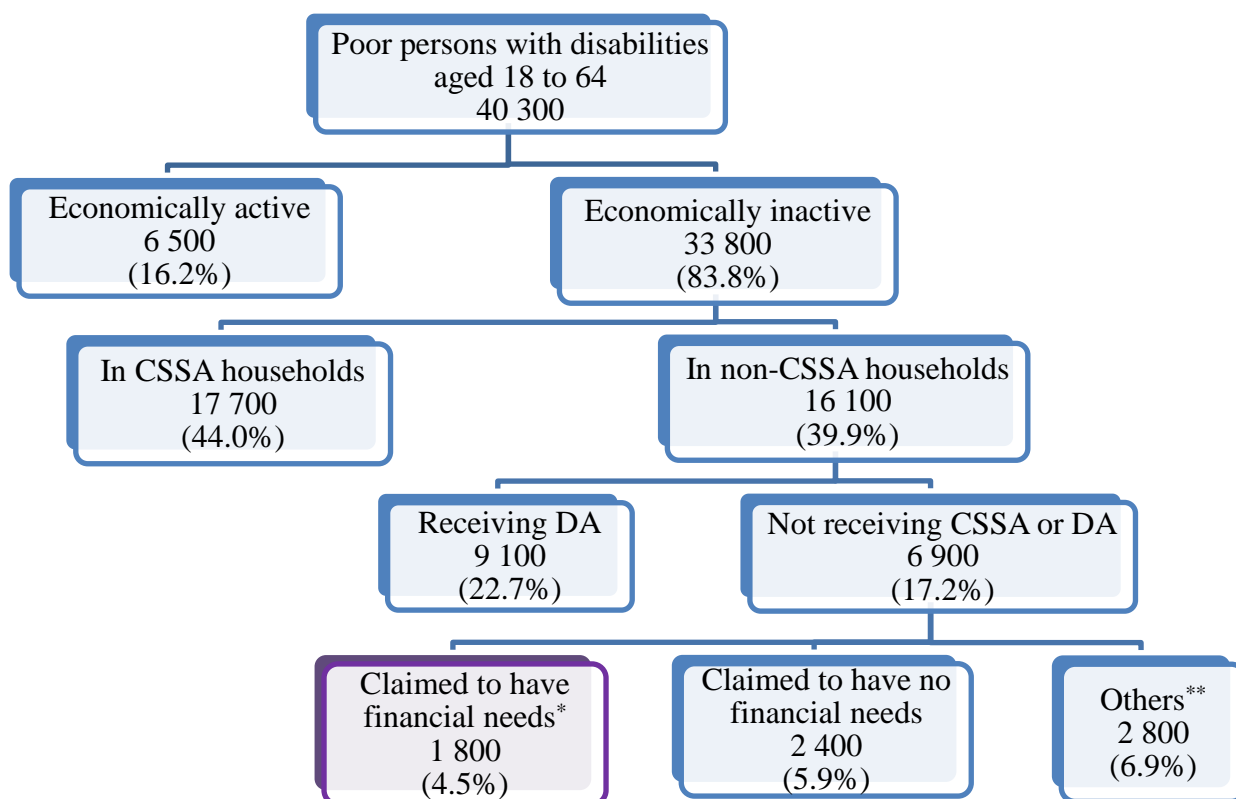 Poor persons with disabilities
aged 18 to 64
40 300
Economically active
6 500
(16.2%)
Economically inactive
33 800
(83.8%)
In CSSA households
17 700
(44.0%)
In non-CSSA households
16 100
(39.9%)
Receiving DA
9 100
(22.7%)
Not receiving CSSA or DA
6 900
(17.2%)
Claimed to have
financial needs*
1 800
(4.5%)
Claimed to have no
financial needs
2 400
(5.9%)
Others**
2 800
(6.9%)